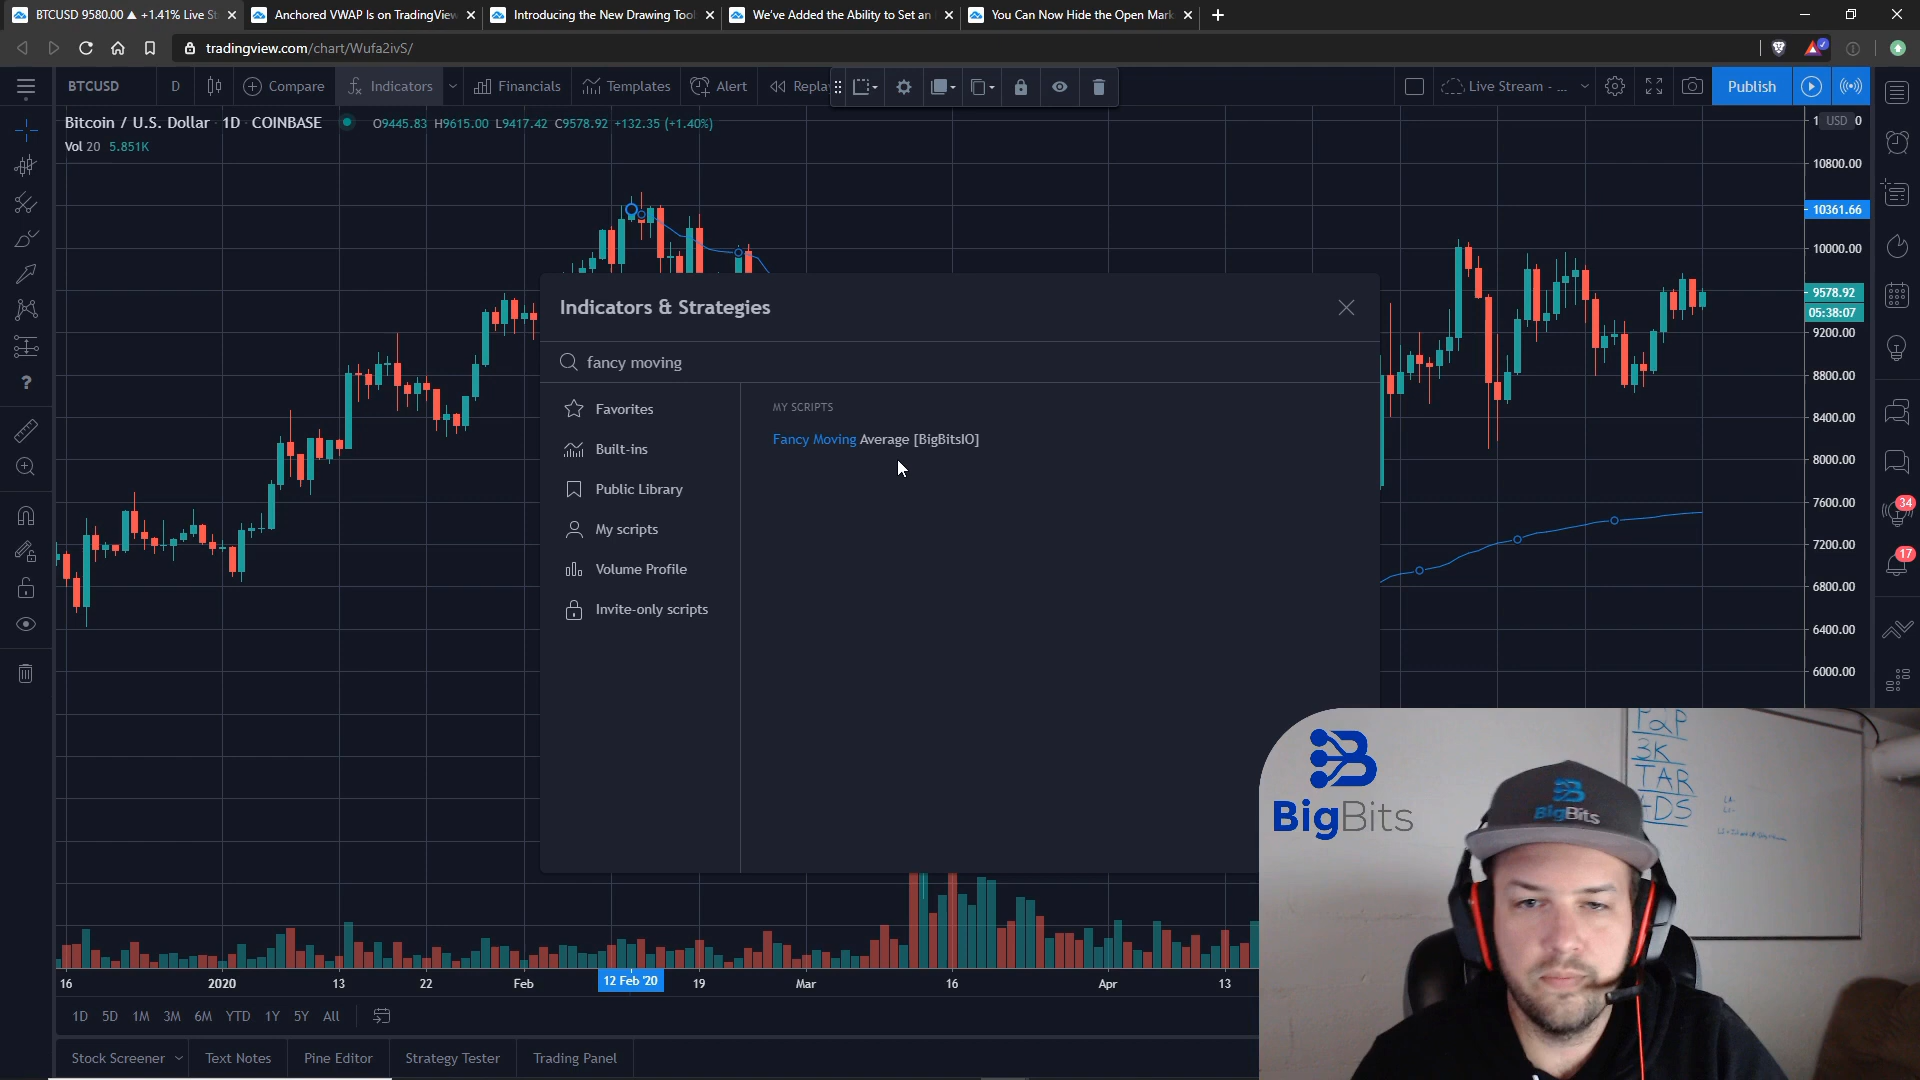 BTCUSD 9580.00 ▲ +1.41% Live St
Anchored VWAP Is on TradingView
Introducing the New Drawing Tool
We've Added the Ability to Set an
You Can Now Hide the Open Mark
tradingview.com/chart/Wufa2ivS/
BTCUSD
D
Compare
Indicators
Financials
Templates
Alert
Repla
Live Stream - ...
Publish
Bitcoin / U.S. Dollar 1D COINBASE
O9445.83 H9615.00 L9417.42 C9578.92 +132.35 (+1.40%)
Vol 20 5.851K
USD
10800.00
10361.66
10000.00
9578.92
05:38:07
9200.00
8800.00
8400.00
8000.00
7600.00
7200.00
6800.00
6400.00
6000.00
34
17
Indicators & Strategies
fancy moving
Favorites
Built-ins
Public Library
My scripts
Volume Profile
Invite-only scripts
MY SCRIPTS
Fancy Moving Average [BigBitsIO]
BigBits
BigBits
3K
TAR
16
2020
13
22
Feb
12 Feb '20
19
Mar
16
Apr
13
1D 5D 1M 3M 6M YTD 1Y 5Y All
Stock Screener
Text Notes
Pine Editor
Strategy Tester
Trading Panel